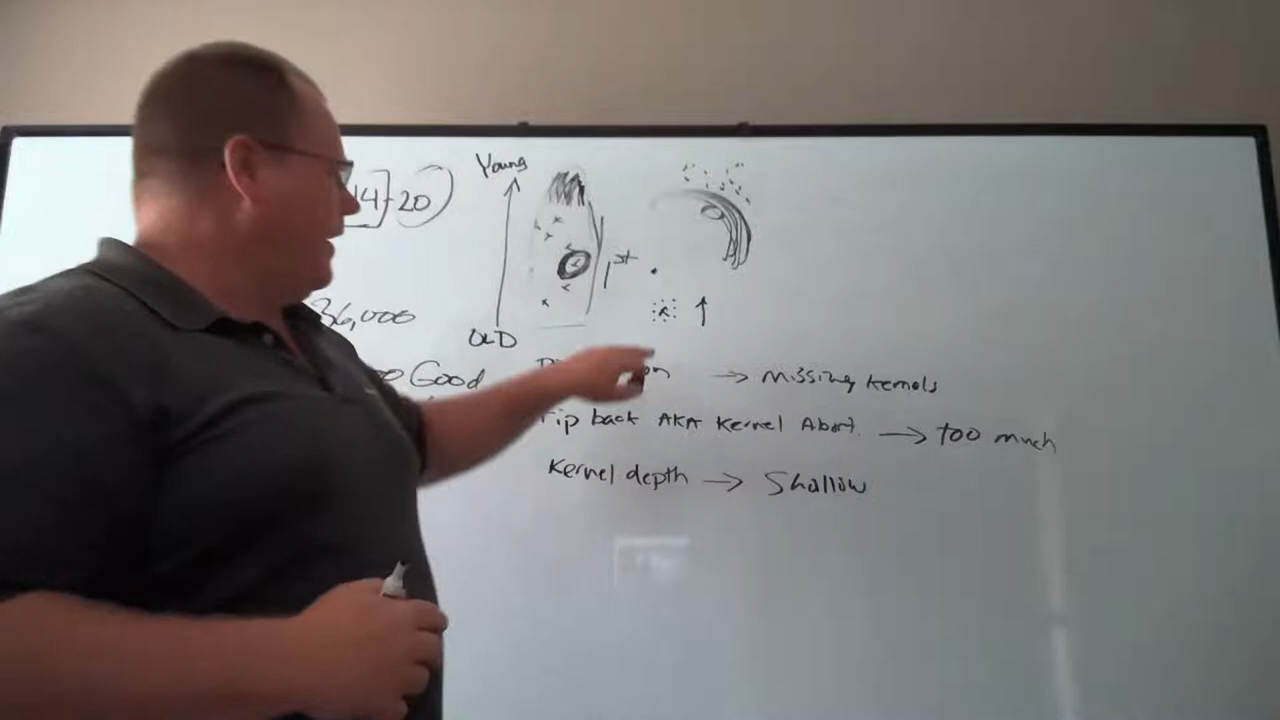 Young
14]-20)
1st
36,000
OLD
Good
→ Missing kernels
Tip back AKA Kernel Abort → too much
Kernel depth → Shallow